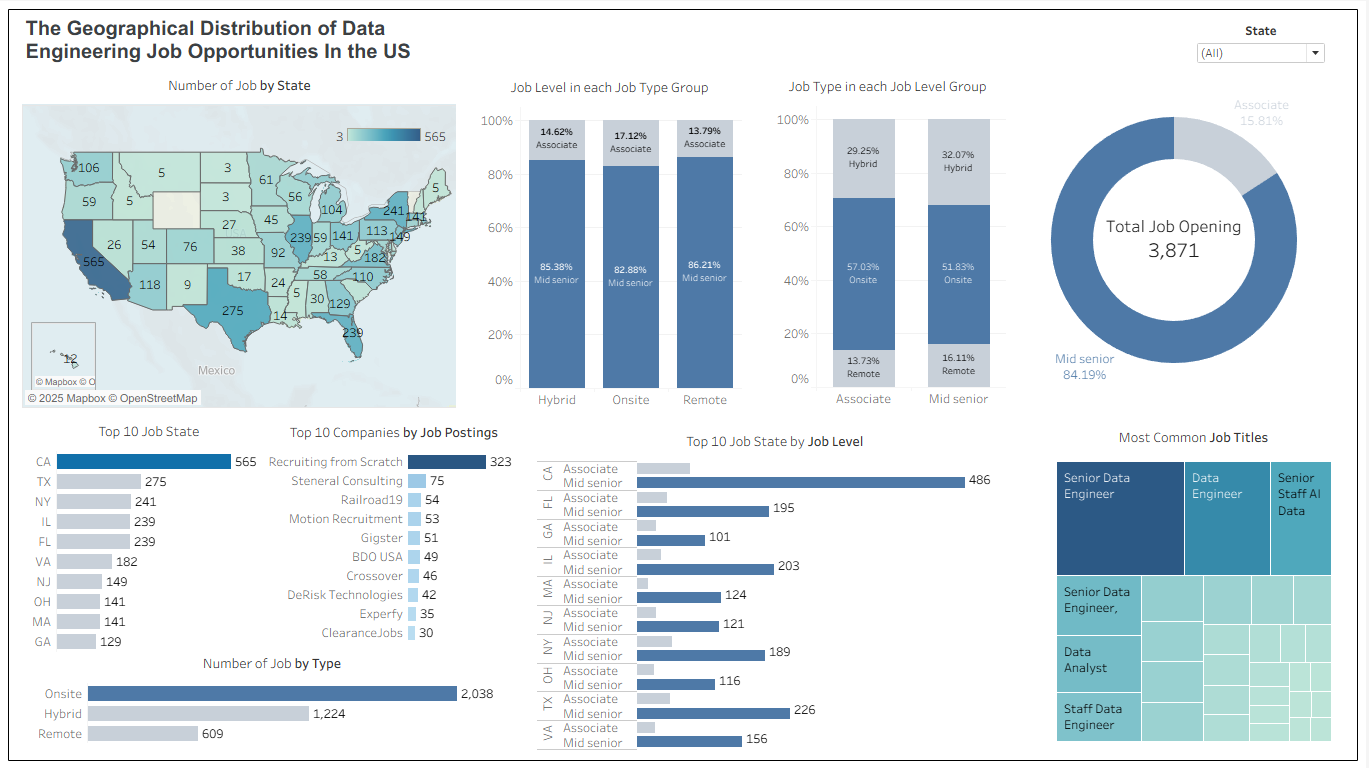 The Geographical Distribution of Data
Engineering Job Opportunities In the US
State
(All)
Number of Job by State
3 565
106
5
3
61
5
59
5
3
56
104
241
141
27
45
239
59
141
113
149
26
54
76
38
92
13
5
182
565
118
9
17
24
58
110
275
14
5
30
129
239
12
Mexico
© Mapbox © O
© 2025 Mapbox © OpenStreetMap
Job Level in each Job Type Group
100%
80%
60%
40%
20%
0%
14.62%
Associate
17.12%
Associate
13.79%
Associate
85.38%
Mid senior
82.88%
Mid senior
86.21%
Mid senior
Hybrid Onsite Remote
Job Type in each Job Level Group
100%
80%
60%
40%
20%
0%
29.25%
Hybrid
32.07%
Hybrid
57.03%
Onsite
51.83%
Onsite
13.73%
Remote
16.11%
Remote
Associate Mid senior
Associate
15.81%
Total Job Opening
3,871
Mid senior
84.19%
Top 10 Job State
CA 565
TX 275
NY 241
IL 239
FL 239
VA 182
NJ 149
OH 141
MA 141
GA 129
Top 10 Companies by Job Postings
Recruiting from Scratch 323
Steneral Consulting 75
Railroad19 54
Motion Recruitment 53
Gigster 51
BDO USA 49
Crossover 46
DeRisk Technologies 42
Experfy 35
ClearanceJobs 30
Number of Job by Type
Onsite 2,038
Hybrid 1,224
Remote 609
Top 10 Job State by Job Level
CA
Associate
Mid senior 486
FL
Associate
Mid senior 195
GA
Associate
Mid senior 101
IL
Associate
Mid senior 203
MA
Associate
Mid senior 124
NJ
Associate
Mid senior 121
NY
Associate
Mid senior 189
OH
Associate
Mid senior 116
TX
Associate
Mid senior 226
VA
Associate
Mid senior 156
Most Common Job Titles
Senior Data
Engineer
Data
Engineer
Senior
Staff AI
Data
Senior Data
Engineer,
Data
Analyst
Staff Data
Engineer